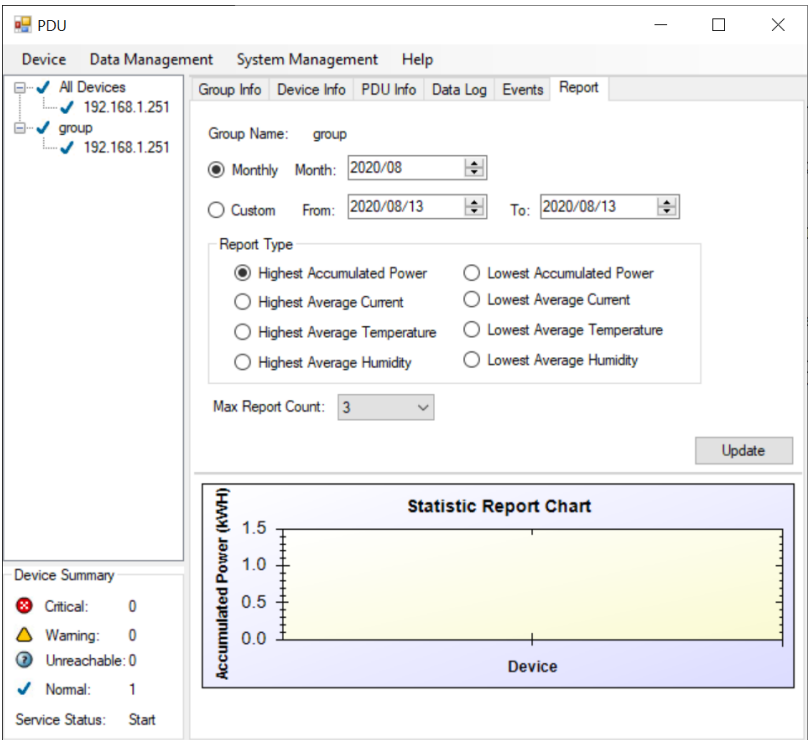 PDU
Device Data Management System Management Help
All Devices
192.168.1.251
group
192.168.1.251
Group Info Device Info PDU Info Data Log Events Report
Group Name: group
Monthly Month: 2020/08
Custom From: 2020/08/13 To: 2020/08/13
Report Type
Highest Accumulated Power Lowest Accumulated Power
Highest Average Current Lowest Average Current
Highest Average Temperature Lowest Average Temperature
Highest Average Humidity Lowest Average Humidity
Max Report Count: 3
Update
Statistic Report Chart
Accumulated Power (kWH)
1.5
1.0
0.5
0.0
Device
Device Summary
Critical: 0
Warning: 0
Unreachable: 0
Normal: 1
Service Status: Start